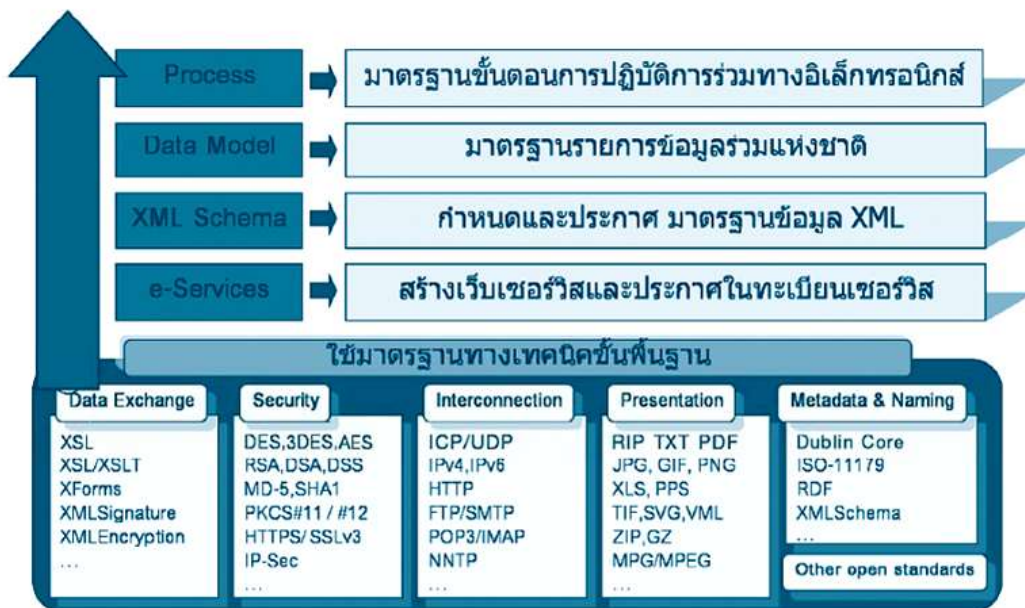 Process
มาตรฐานขั้นตอนการปฏิบัติการร่วมทางอิเล็กทรอนิกส์
Data Model
มาตรฐานรายการข้อมูลร่วมแห่งชาติ
XML Schema
กำหนดและประกาศ มาตรฐานข้อมูล XML
e-Services
สร้างเว็บเซอร์วิสและประกาศในทะเบียนเซอร์วิส
ใช้มาตรฐานทางเทคนิคขั้นพื้นฐาน
Data Exchange
XSL
XSL/XSLT
XForms
XMLSignature
XMLEncryption
...
Security
DES,3DES,AES
RSA,DSA,DSS
MD-5,SHA1
PKCS#11 / #12
HTTPS/ SSLv3
IP-Sec
...
Interconnection
ICP/UDP
IPv4,IPv6
HTTP
FTP/SMTP
POP3/IMAP
NNTP
...
Presentation
RIP TXT PDF
JPG, GIF, PNG
XLS, PPS
TIF,SVG,VML
ZIP,GZ
MPG/MPEG
...
Metadata & Naming
Dublin Core
ISO-11179
RDF
XMLSchema
...
Other open standards